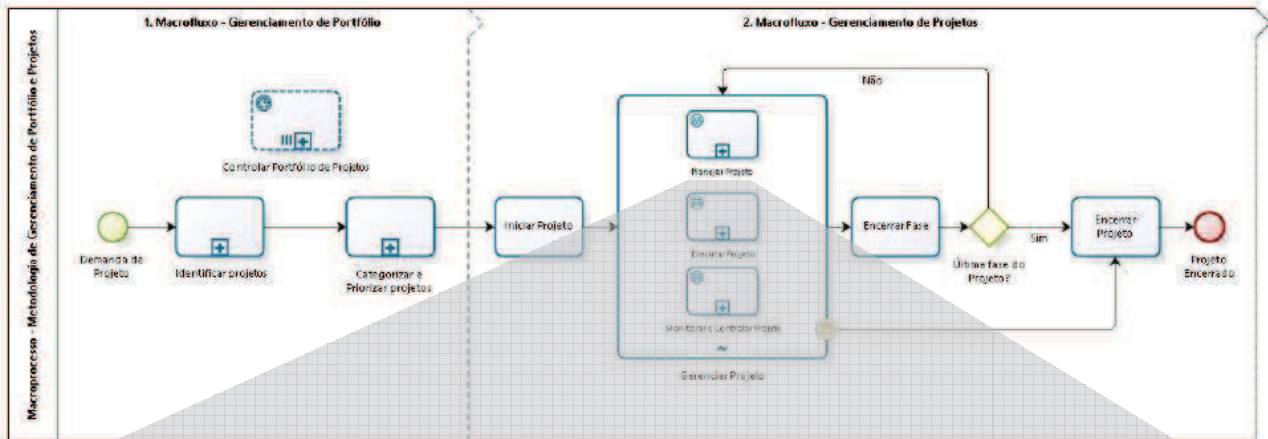 Macroprocesso - Metodologia de Gerenciamento de Portfólio e Projetos
1. Macrofluxo - Gerenciamento de Portfólio
2. Macrofluxo - Gerenciamento de Projetos
Não
Controlar Portfólio de Projetos
Planejar Projeto
Demanda de
Projeto
Identificar projetos
Categorizar e
Priorizar projetos
Iniciar Projeto
Executar Projeto
Monitorar e Controlar Projeto
Gerenciar Projeto
Encerrar Fase
Última fase do
Projeto?
Sim
Encerrar
Projeto
Projeto
Encerrado